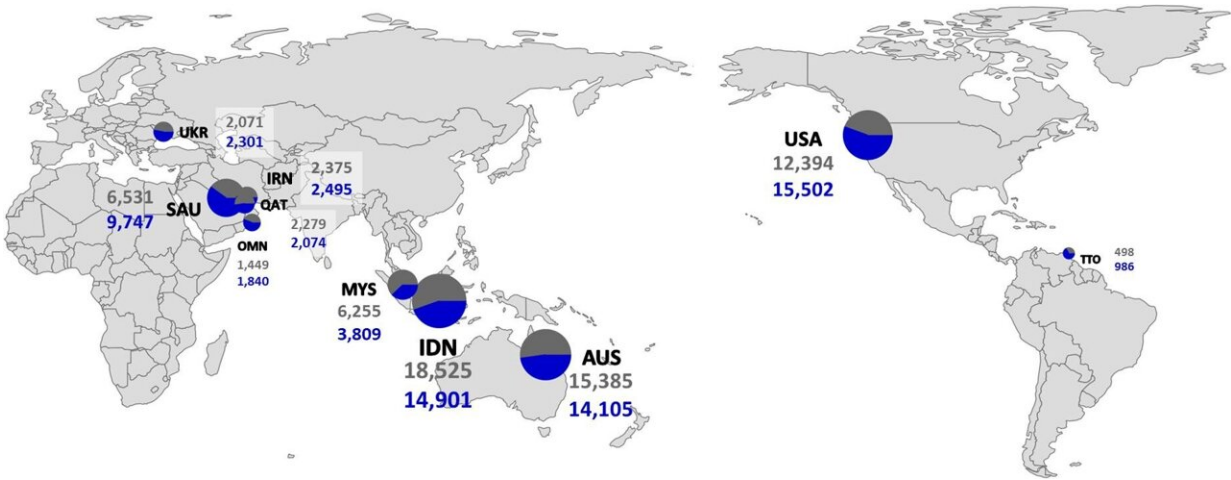 UKR
2,071
2,301
IRN
2,375
2,495
6,531
SAU
9,747
QAT
2,279
2,074
OMN
1,449
1,840
MYS
6,255
3,809
IDN
18,525
14,901
AUS
15,385
14,105
USA
12,394
15,502
TTO
498
986